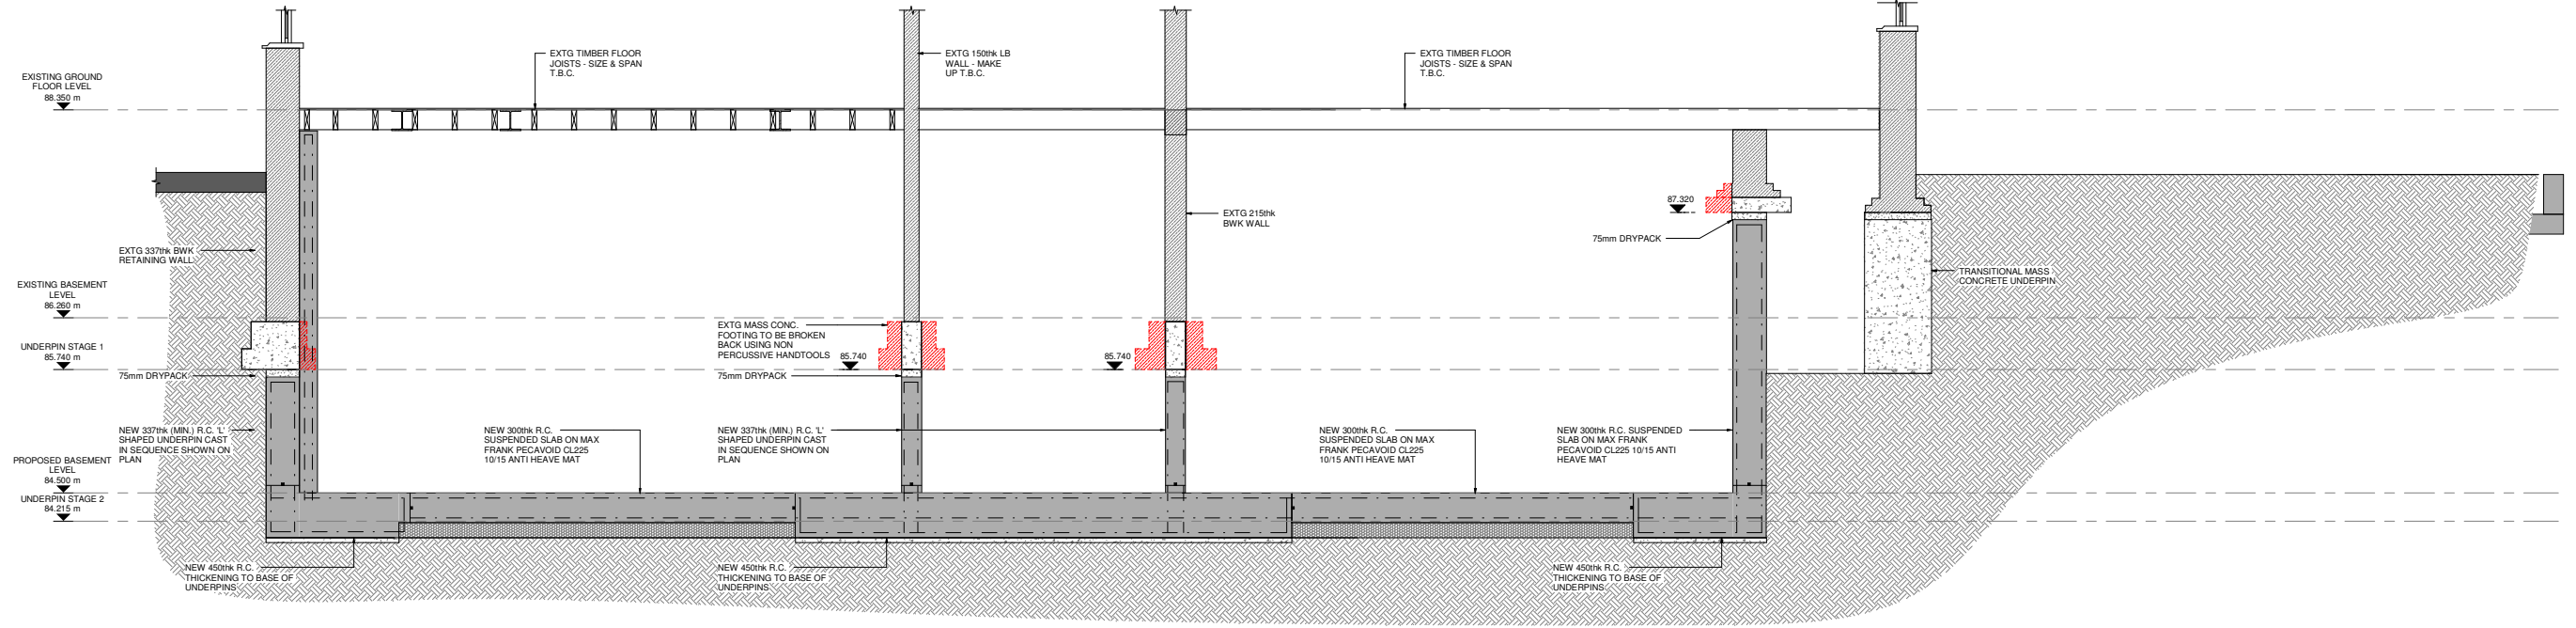 EXISTING GROUND
FLOOR LEVEL
88.350 m
EXTG TIMBER FLOOR
JOISTS - SIZE & SPAN
T.B.C.
EXTG 150thk LB
WALL - MAKE
UP T.B.C.
EXTG TIMBER FLOOR
JOISTS - SIZE & SPAN
T.B.C.
EXTG 337thk BWK
RETAINING WALL
EXTG 215thk
BWK WALL
87.320
75mm DRYPACK
TRANSITIONAL MASS
CONCRETE UNDERPIN
EXISTING BASEMENT
LEVEL
86.260 m
UNDERPIN STAGE 1
85.740 m
75mm DRYPACK
EXTG MASS CONC.
FOOTING TO BE BROKEN
BACK USING NON
PERCUSSIVE HANDTOOLS
85.740
85.740
75mm DRYPACK
NEW 337thk (MIN.) R.C. 'L'
SHAPED UNDERPIN CAST
IN SEQUENCE SHOWN ON
PLAN
NEW 300thk R.C.
SUSPENDED SLAB ON MAX
FRANK PECAVOID CL225
10/15 ANTI HEAVE MAT
NEW 337thk (MIN.) R.C. 'L'
SHAPED UNDERPIN CAST
IN SEQUENCE SHOWN ON
PLAN
NEW 300thk R.C.
SUSPENDED SLAB ON MAX
FRANK PECAVOID CL225
10/15 ANTI HEAVE MAT
NEW 300thk R.C. SUSPENDED
SLAB ON MAX FRANK
PECAVOID CL225 10/15 ANTI
HEAVE MAT
PROPOSED BASEMENT
LEVEL
84.500 m
UNDERPIN STAGE 2
84.215 m
NEW 450thk R.C.
THICKENING TO BASE OF
UNDERPINS
NEW 450thk R.C.
THICKENING TO BASE OF
UNDERPINS
NEW 450thk R.C.
THICKENING TO BASE OF
UNDERPINS